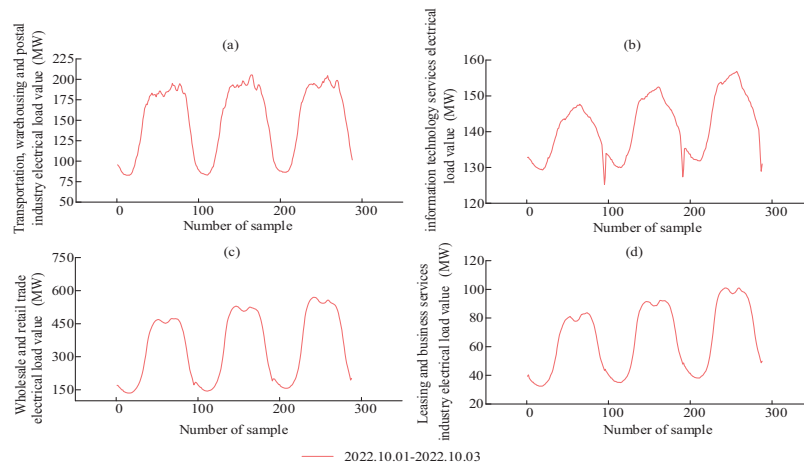 (a)
Transportation, warehousing and postal
industry electrical load value (MW)
225
200
175
150
125
100
75
50
0
100
200
300
Number of sample
(b)
information technology services electrical
load value (MW)
160
150
140
130
120
0
100
200
300
Number of sample
(c)
Wholesale and retail trade
electrical load value (MW)
750
600
450
300
150
0
100
200
300
Number of sample
(d)
Leasing and business services
industry electrical load value (MW)
100
80
60
40
20
0
100
200
300
Number of sample
2022.10.01-2022.10.03